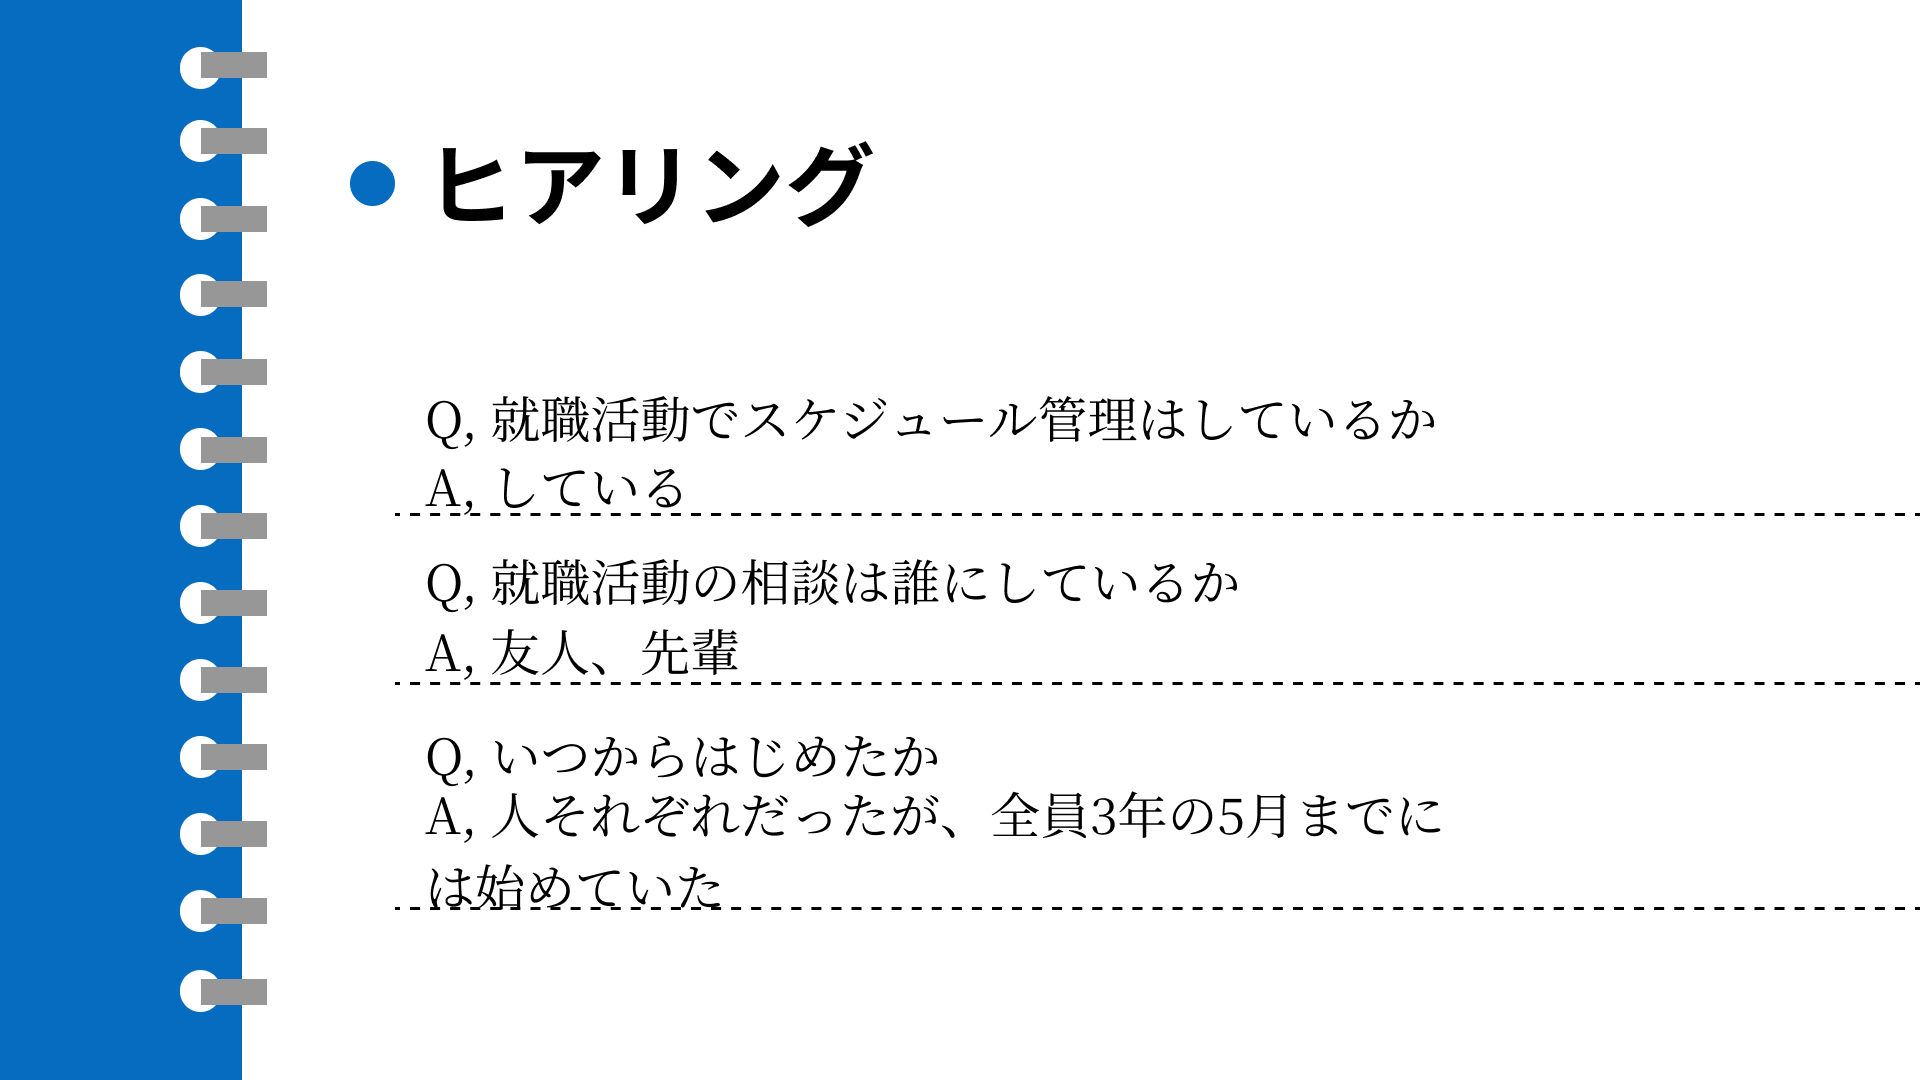 ヒアリング
Q, 就職活動でスケジュール管理はしているか
A, している
Q, 就職活動の相談は誰にしているか
A, 友人、先輩
Q, いつからはじめたか
A, 人それぞれだったが、全員3年の5月までに
は始めていた